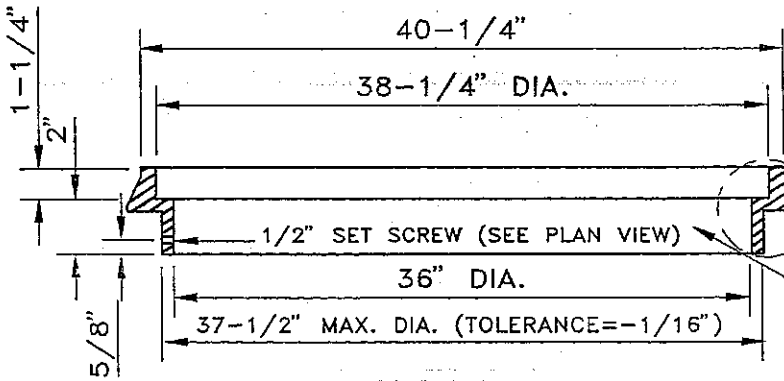 40-1/4"
38-1/4" DIA.
1-1/4"
2"
1/2" SET SCREW (SEE PLAN VIEW)
36" DIA.
37-1/2" MAX. DIA. (TOLERANCE=-1/16")
5/8"